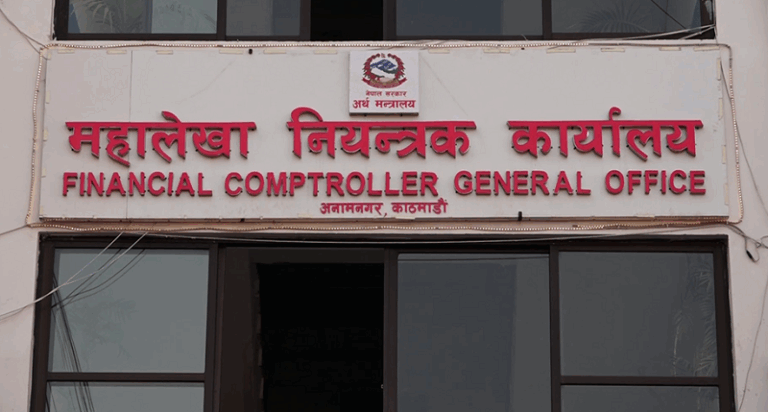 नेपाल सरकार
अर्थ मन्त्रालय
महालेखा नियन्त्रक कार्यालय
FINANCIAL COMPTROLLER GENERAL OFFICE
अनामनगर, काठमाडौं